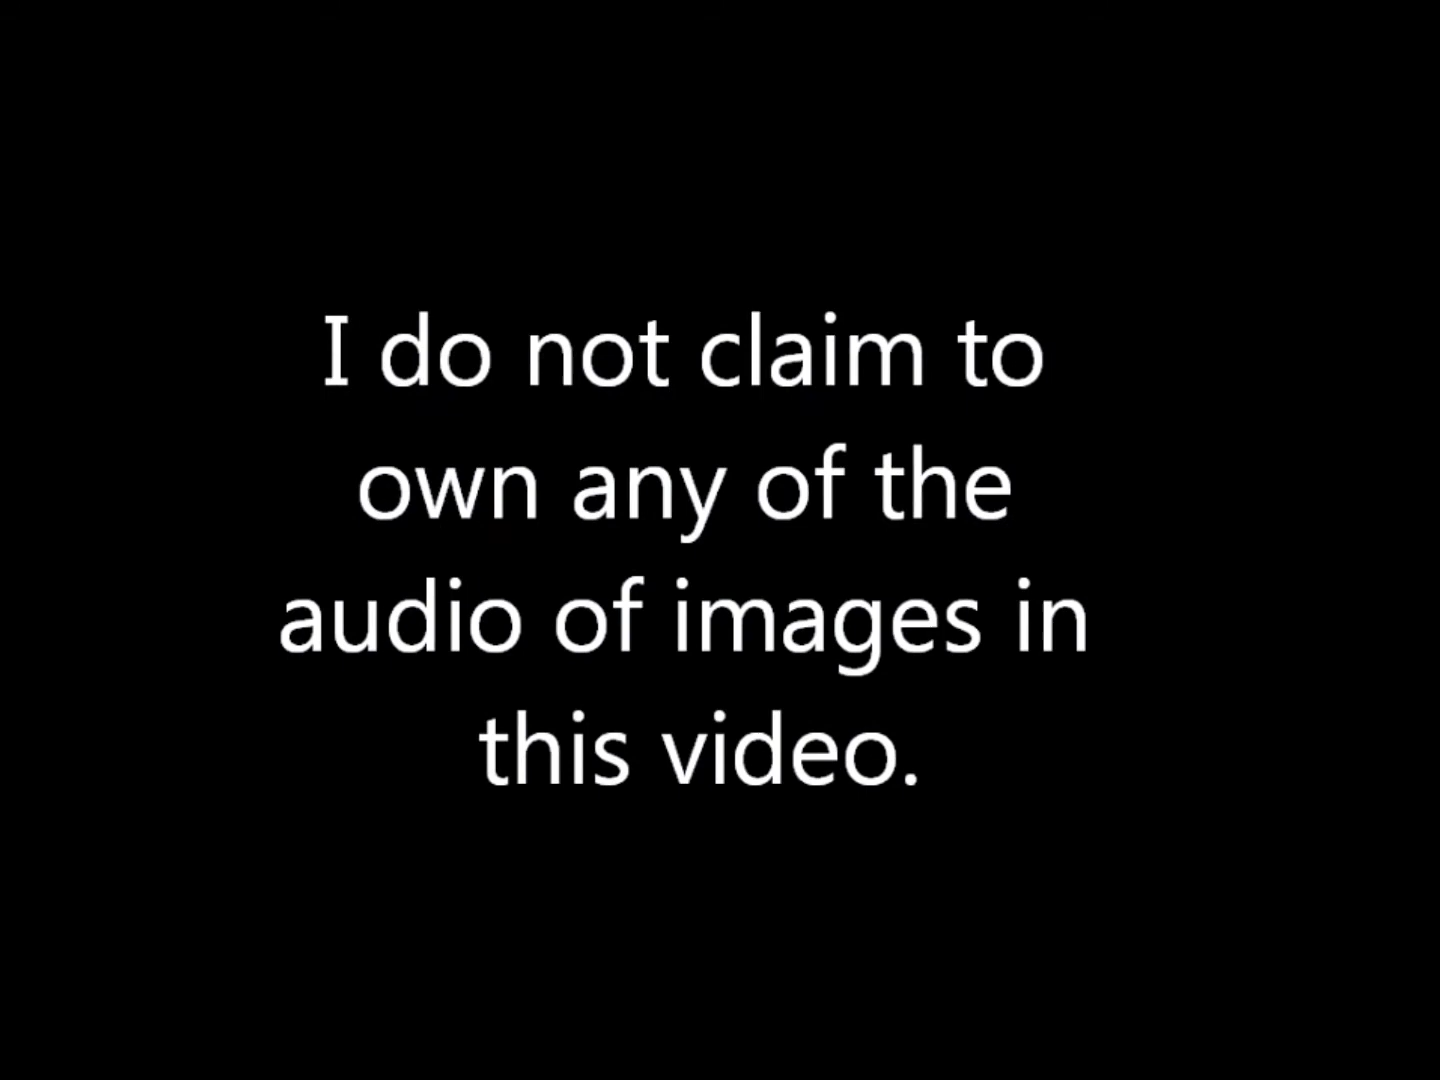 I do not claim to
own any of the
audio of images in
this video.